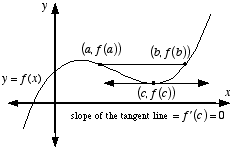 y
(a, f(a))
(b, f(b))
y = f(x)
(c, f(c))
x
slope of the tangent line = f'(c) = 0